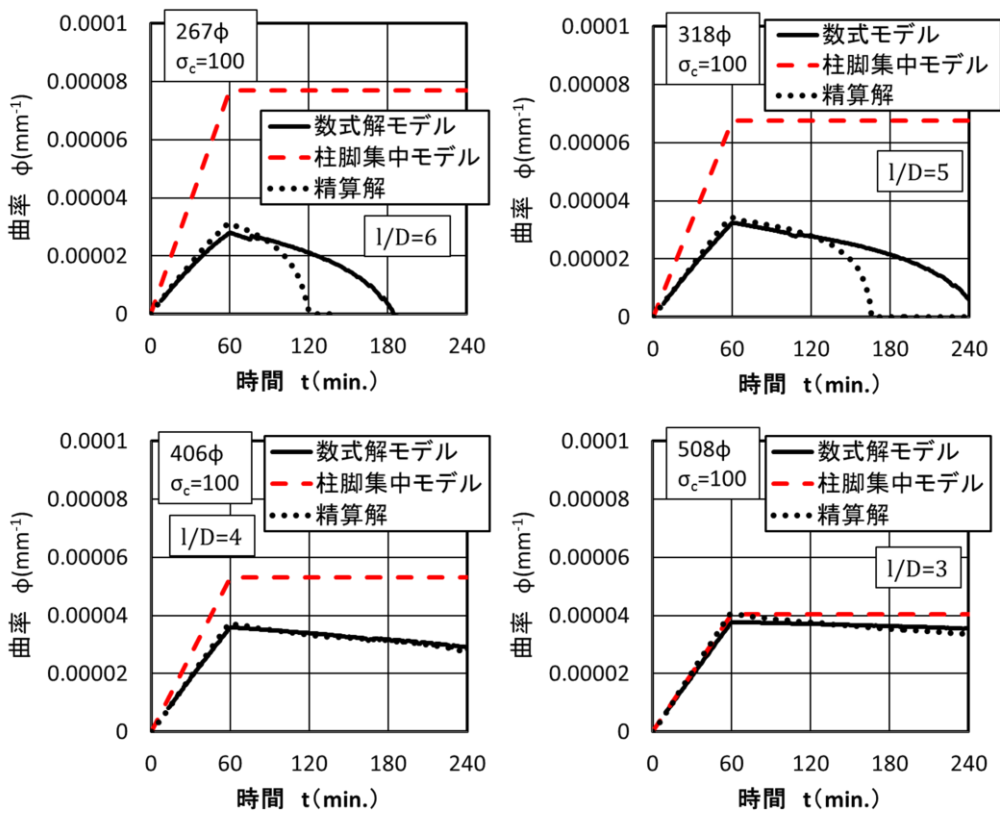 0.0001
0.00008
0.00006
0.00004
0.00002
0
曲率 φ(mm⁻¹)
267φ
σc=100
数式解モデル
柱脚集中モデル
精算解
l/D=6
0 60 120 180 240
時間 t(min.)
0.0001
0.00008
0.00006
0.00004
0.00002
0
曲率 φ(mm⁻¹)
318φ
σc=100
数式モデル
柱脚集中モデル
精算解
l/D=5
0 60 120 180 240
時間 t(min.)
0.0001
0.00008
0.00006
0.00004
0.00002
0
曲率 φ(mm⁻¹)
406φ
σc=100
l/D=4
数式解モデル
柱脚集中モデル
精算解
0 60 120 180 240
時間 t(min.)
0.0001
0.00008
0.00006
0.00004
0.00002
0
曲率 φ(mm⁻¹)
508φ
σc=100
数式解モデル
柱脚集中モデル
精算解
l/D=3
0 60 120 180 240
時間 t(min.)